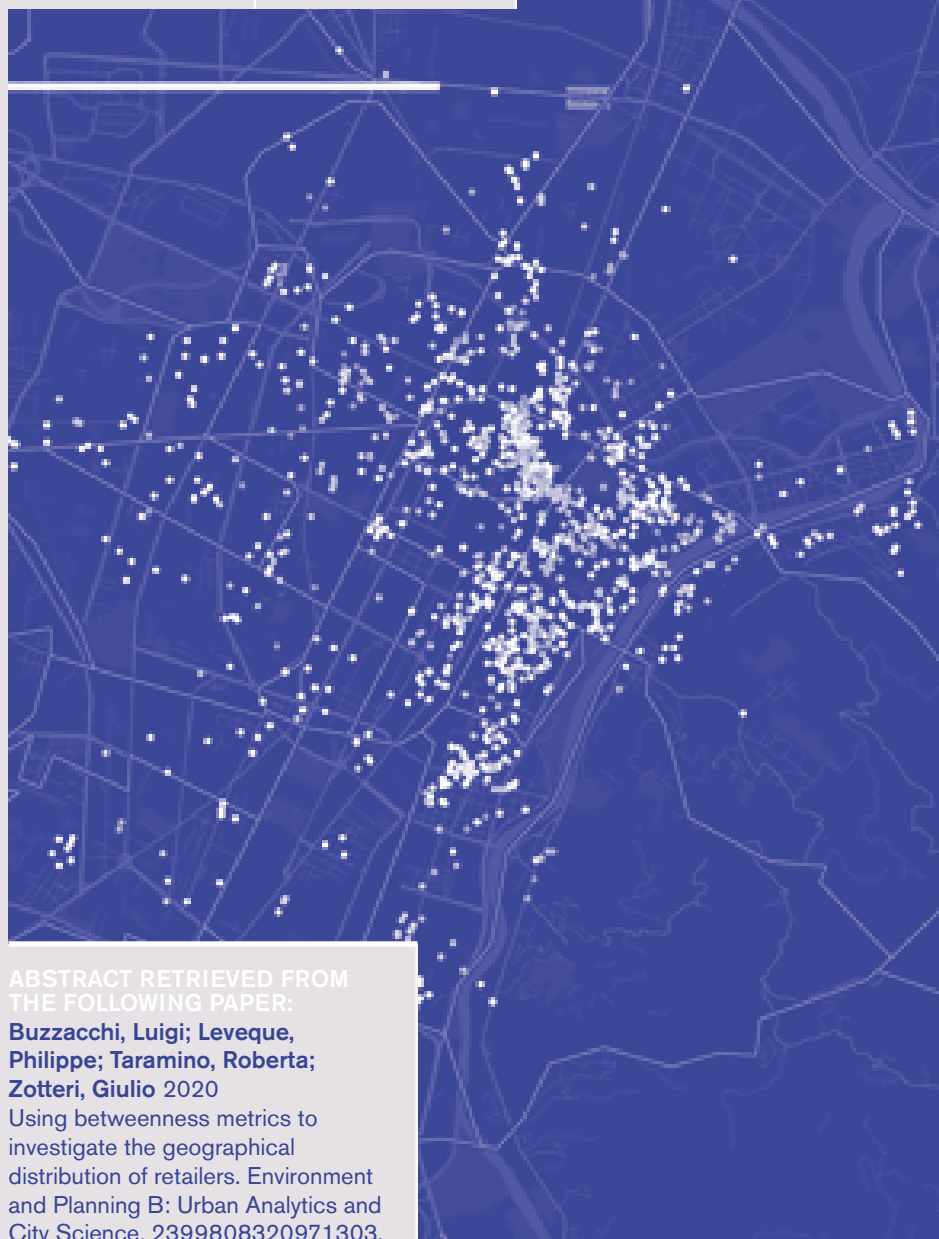 ABSTRACT RETRIEVED FROM
THE FOLLOWING PAPER:
Buzzacchi, Luigi; Leveque,
Philippe; Taramino, Roberta;
Zotteri, Giulio 2020
Using betweenness metrics to
investigate the geographical
distribution of retailers. Environment
and Planning B: Urban Analytics and
City Science, 2399808320971303.